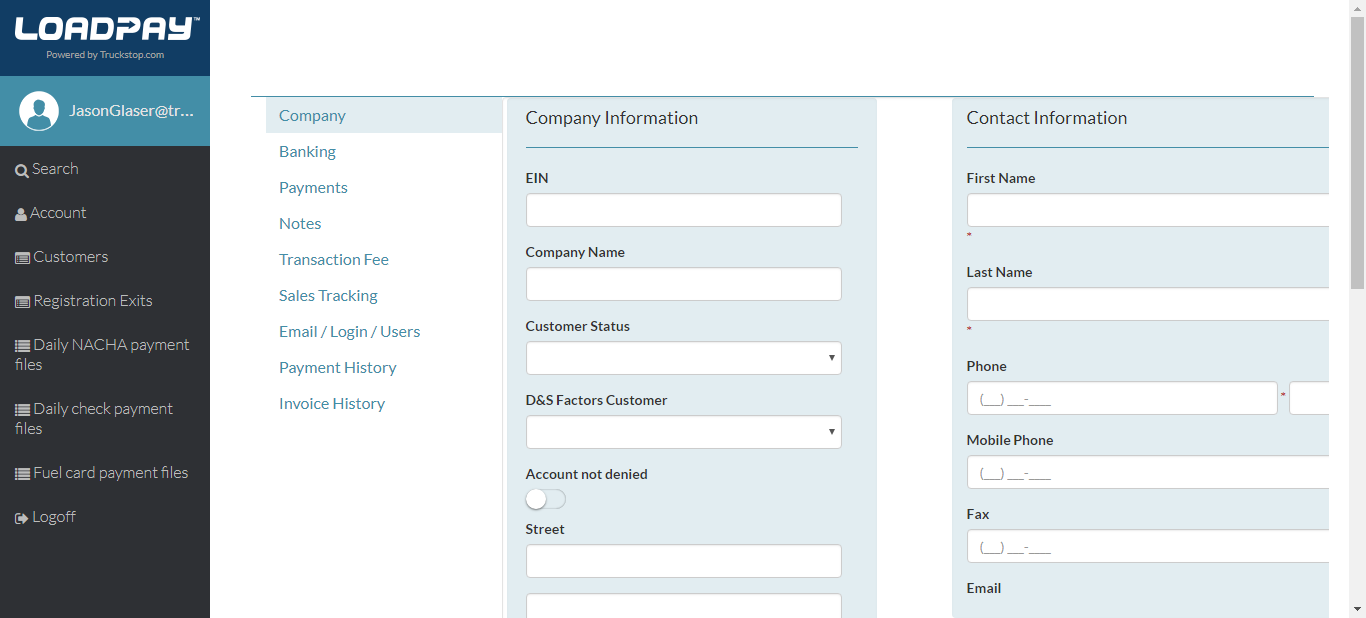 LOADPAY™
Powered by Truckstop.com
JasonGlaser@tr...
Search
Account
Customers
Registration Exits
Daily NACHA payment
files
Daily check payment
files
Fuel card payment files
Logoff
Company
Banking
Payments
Notes
Transaction Fee
Sales Tracking
Email / Login / Users
Payment History
Invoice History
Company Information
EIN
Company Name
Customer Status
D&S Factors Customer
Account not denied
Street
Contact Information
First Name
*
Last Name
*
Phone
(__) __-___ *
Mobile Phone
(__) __-___
Fax
(__) __-___
Email